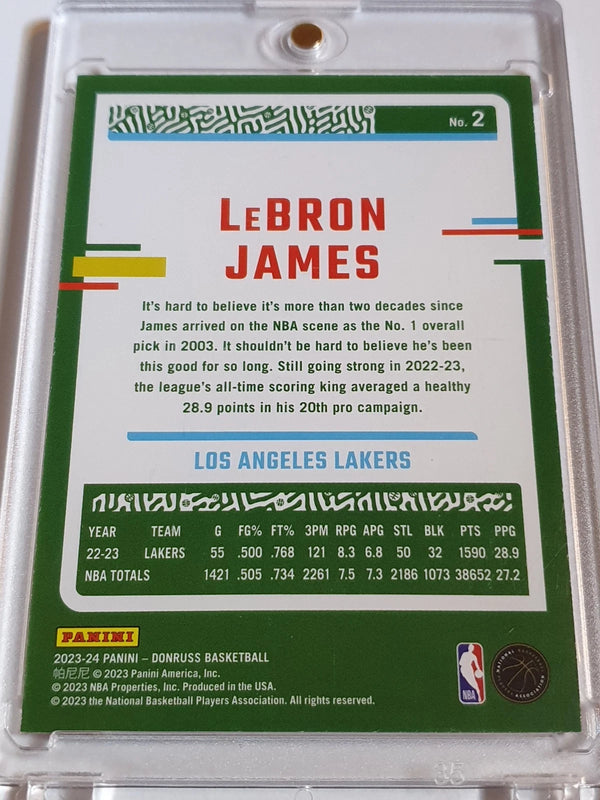 No. 2
LeBRON
JAMES
It's hard to believe it's more than two decades since
James arrived on the NBA scene as the No. 1 overall
pick in 2003. It shouldn't be hard to believe he's been
this good for so long. Still going strong in 2022-23,
the league's all-time scoring king averaged a healthy
28.9 points in his 20th pro campaign.
LOS ANGELES LAKERS
YEAR TEAM G FG% FT% 3PM RPG APG STL BLK PTS PPG
22-23 LAKERS 55 .500 .768 121 8.3 6.8 50 32 1590 28.9
NBA TOTALS 1421 .505 .734 2261 7.5 7.3 2186 1073 38652 27.2
PANINI
2023-24 PANINI – DONRUSS BASKETBALL
帕尼尼 © 2023 Panini America, Inc.
© 2023 NBA Properties, Inc. Produced in the USA.
© 2023 the National Basketball Players Association. All rights reserved.
NBA
NATIONAL BASKETBALL PLAYERS ASSOCIATION
35